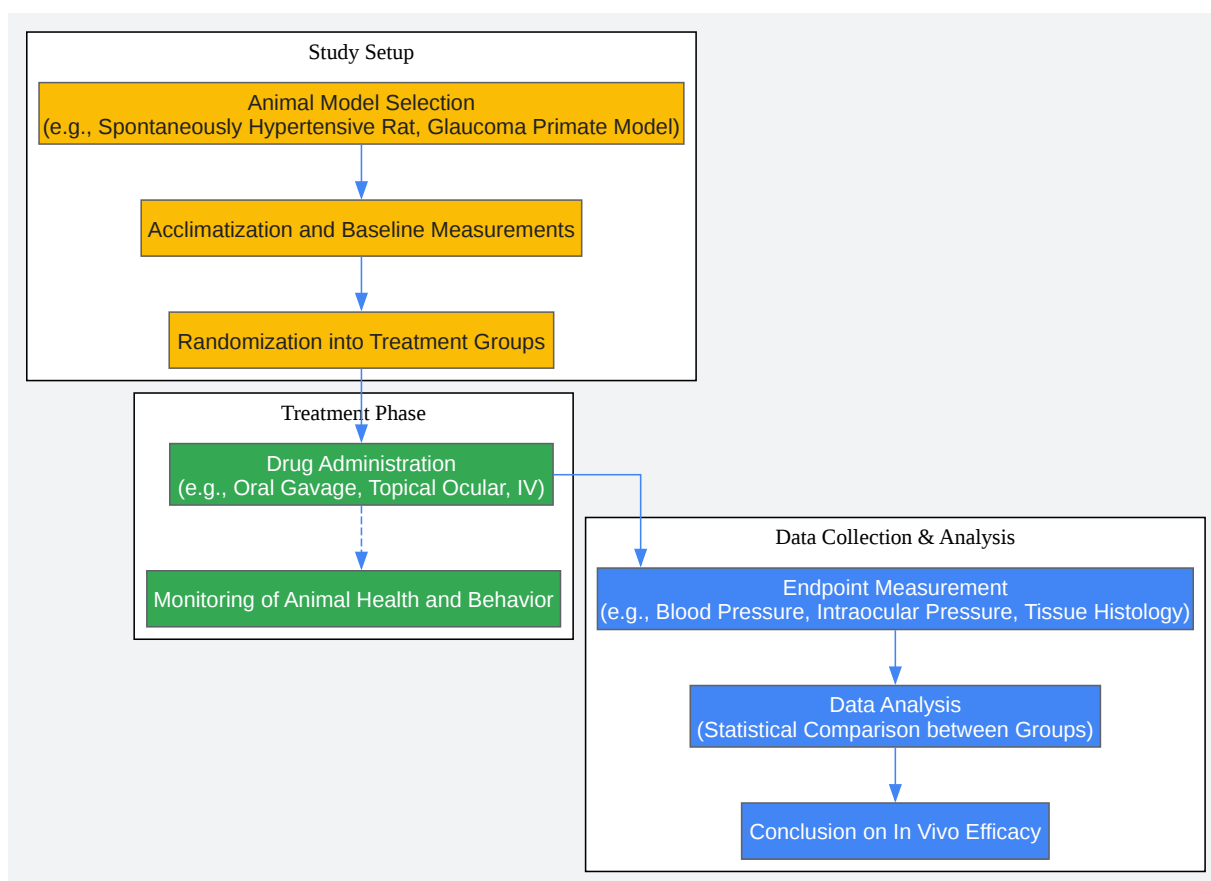 Study Setup
Animal Model Selection
(e.g., Spontaneously Hypertensive Rat, Glaucoma Primate Model)
Acclimatization and Baseline Measurements
Randomization into Treatment Groups
Treatment Phase
Drug Administration
(e.g., Oral Gavage, Topical Ocular, IV)
Monitoring of Animal Health and Behavior
Data Collection & Analysis
Endpoint Measurement
(e.g., Blood Pressure, Intraocular Pressure, Tissue Histology)
Data Analysis
(Statistical Comparison between Groups)
Conclusion on In Vivo Efficacy